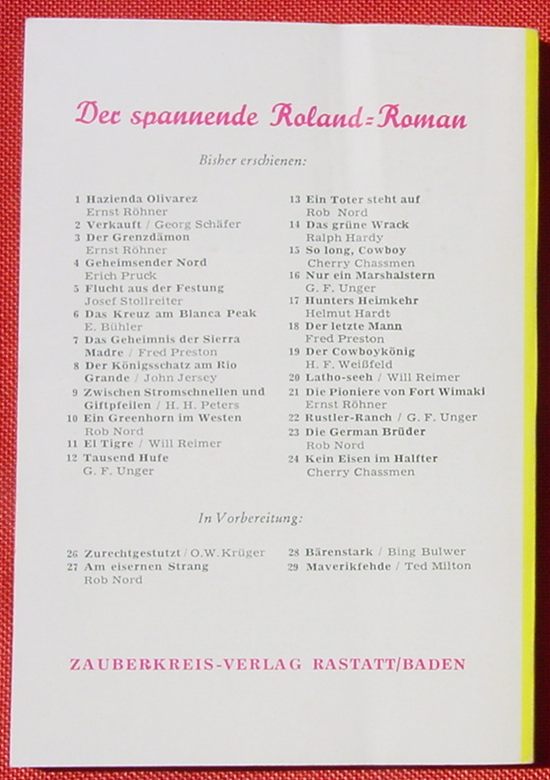 Der spannende Roland=Roman
Bisher erschienen:
1 Hazienda Olivarez
Ernst Röhner
2 Verkauft / Georg Schäfer
3 Der Grenzdämon
Ernst Röhner
4 Geheimsender Nord
Erich Pruck
5 Flucht aus der Festung
Josef Stollreiter
6 Das Kreuz am Blanca Peak
E. Bühler
7 Das Geheimnis der Sierra
Madre / Fred Preston
8 Der Königsschatz am Rio
Grande / John Jersey
9 Zwischen Stromschnellen und
Giftpfeilen / H. H. Peters
10 Ein Greenhorn im Westen
Rob Nord
11 El Tigre / Will Reimer
12 Tausend Hufe
G. F. Unger
13 Ein Toter steht auf
Rob Nord
14 Das grüne Wrack
Ralph Hardy
15 So long, Cowboy
Cherry Chassmen
16 Nur ein Marshalstern
G. F. Unger
17 Hunters Heimkehr
Helmut Hardt
18 Der letzte Mann
Fred Preston
19 Der Cowboykönig
H. F. Weißfeld
20 Latho-seeh / Will Reimer
21 Die Pioniere von Fort Wimaki
Ernst Röhner
22 Rustler-Ranch / G. F. Unger
23 Die German Brüder
Rob Nord
24 Kein Eisen im Halfter
Cherry Chassmen
In Vorbereitung:
26 Zurechtgestutzt / O. W. Krüger
27 Am eisernen Strang
Rob Nord
28 Bärenstark / Bing Bulwer
29 Maverikfehde / Ted Milton
ZAUBERKREIS-VERLAG RASTATT/BADEN